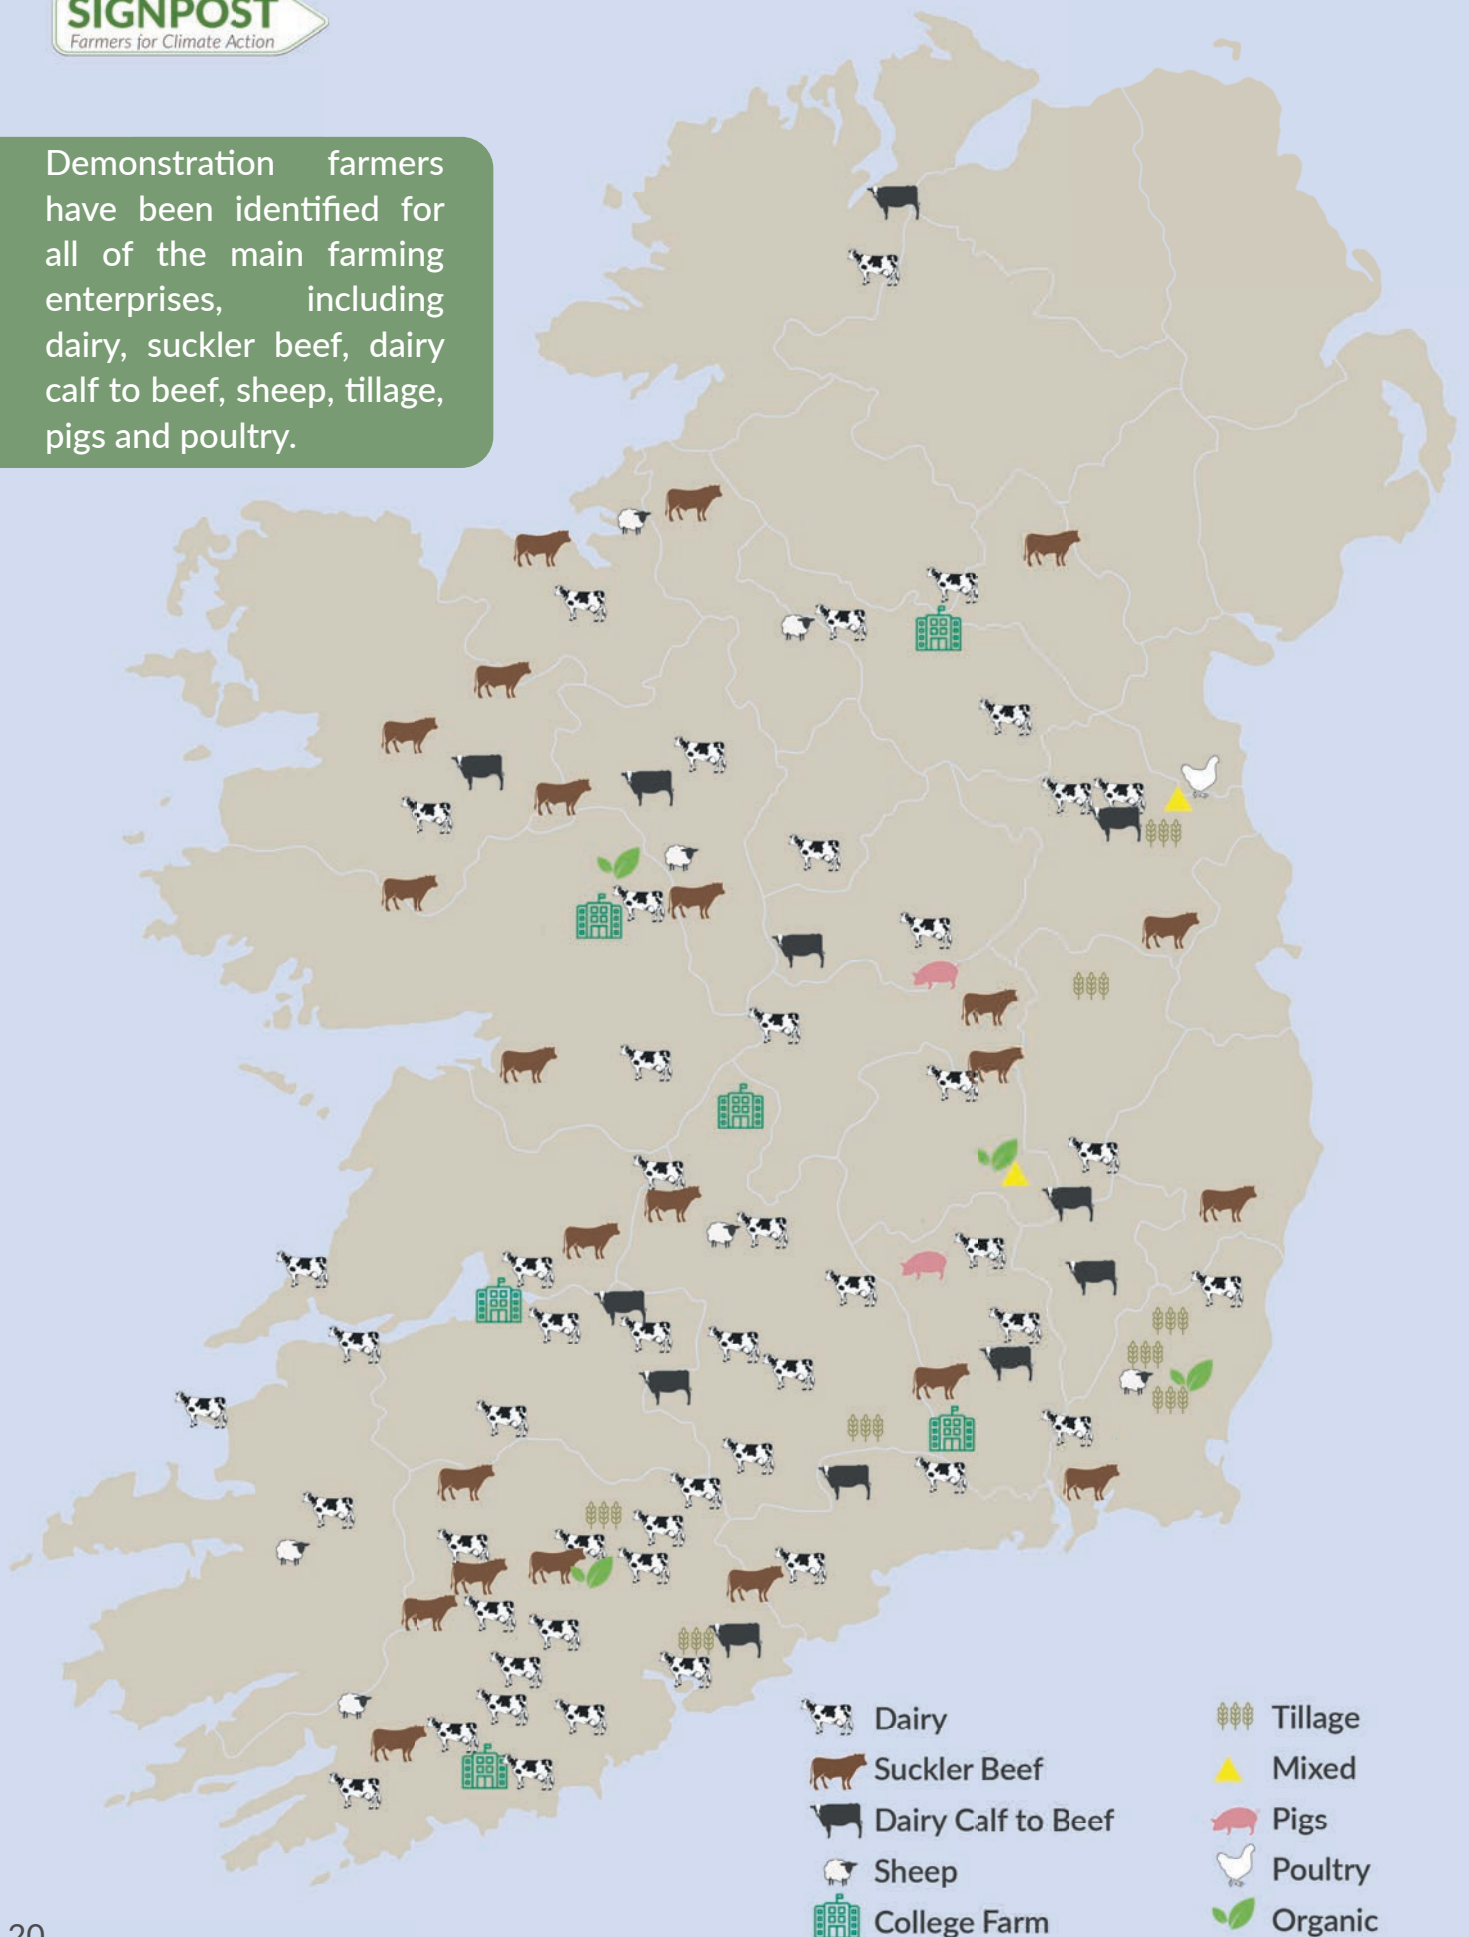 SIGNPOST
Farmers for Climate Action
Demonstration farmers
have been identified for
all of the main farming
enterprises, including
dairy, suckler beef, dairy
calf to beef, sheep, tillage,
pigs and poultry.
Dairy
Suckler Beef
Dairy Calf to Beef
Sheep
College Farm
Tillage
Mixed
Pigs
Poultry
Organic
20